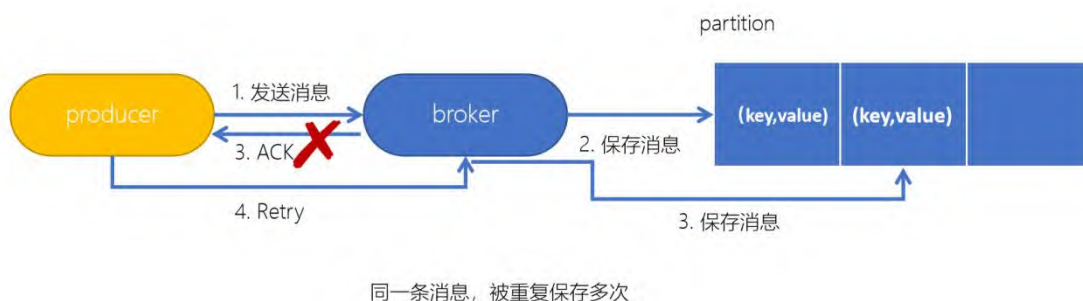 partition
producer
1. 发送消息
broker
(key,value)
(key,value)
3. ACK
2. 保存消息
4. Retry
3. 保存消息
同一条消息，被重复保存多次